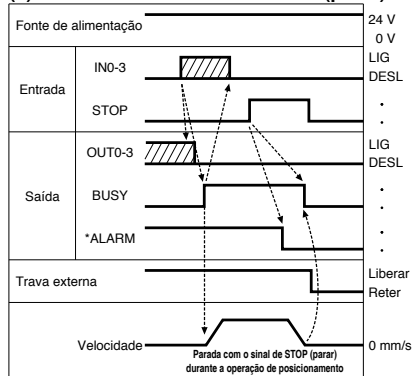 Fonte de alimentação
24 V
0 V
Entrada
IN0-3
LIG
DESL
STOP
Saída
OUT0-3
LIG
DESL
BUSY
*ALARM
Trava externa
Liberar
Reter
Velocidade
0 mm/s
Parada com o sinal de STOP (parar)
durante a operação de posicionamento